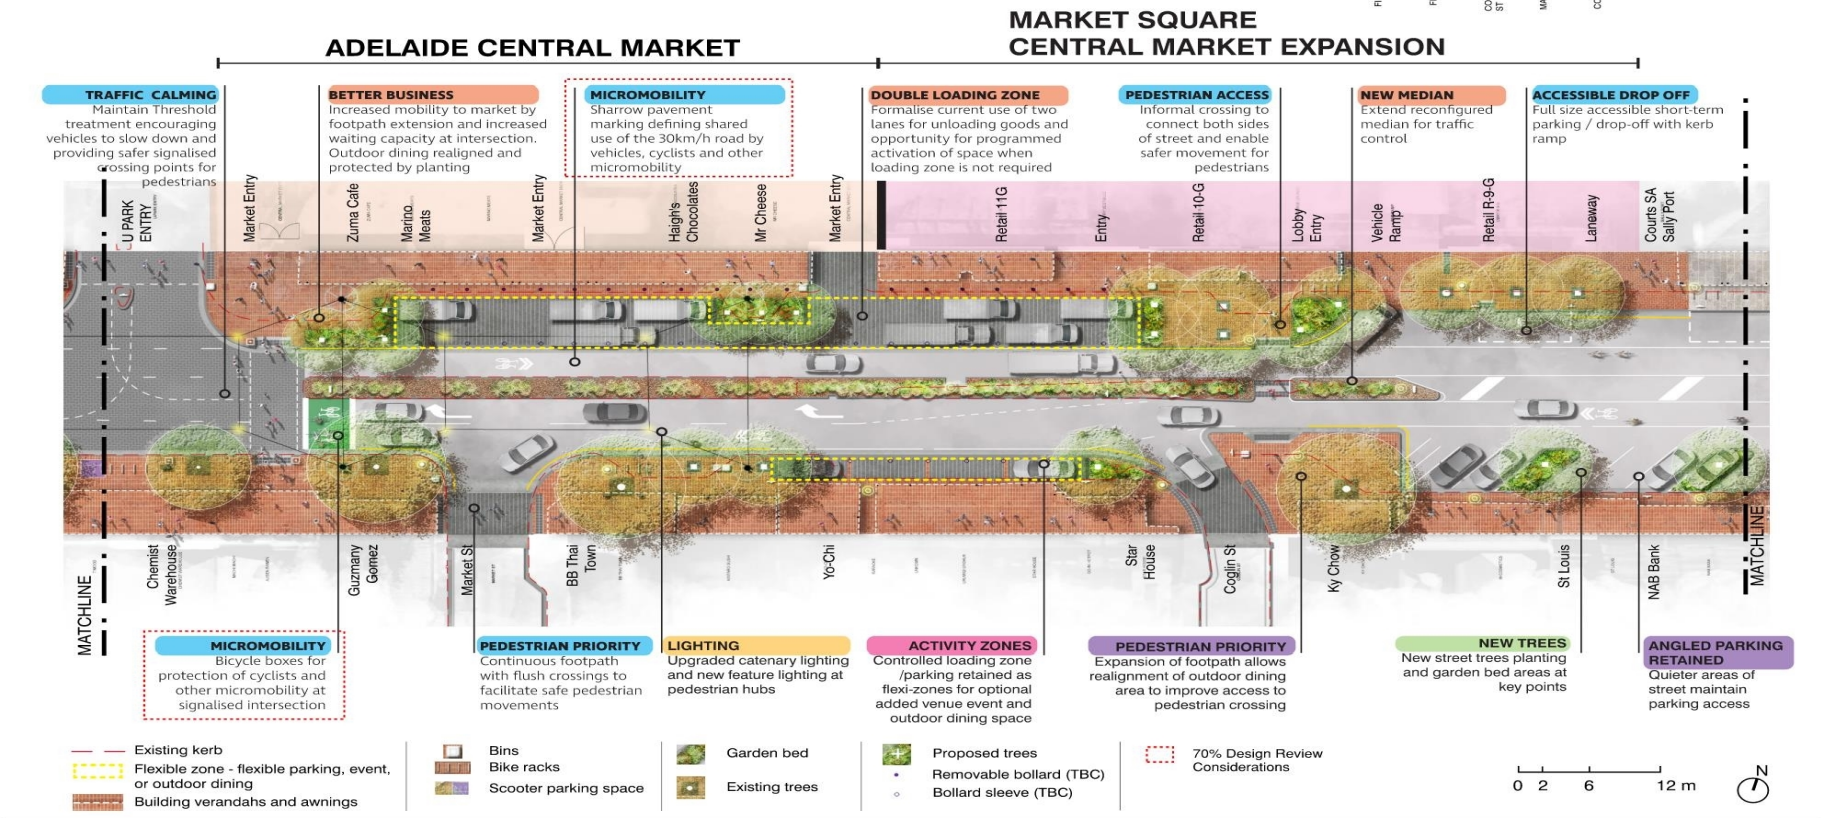 MARKET SQUARE
CENTRAL MARKET EXPANSION
ADELAIDE CENTRAL MARKET
TRAFFIC CALMING
Maintain Threshold
treatment encouraging
vehicles to slow down and
providing safer signalised
crossing points for
pedestrians
BETTER BUSINESS
Increased mobility to market by
footpath extension and increased
waiting capacity at intersection.
Outdoor dining realigned and
protected by planting
MICROMOBILITY
Sharrow pavement
marking defining shared
use of the 30km/h road by
vehicles, cyclists and other
micromobility
DOUBLE LOADING ZONE
Formalise current use of two
lanes for unloading goods and
opportunity for programmed
activation of space when
loading zone is not required
PEDESTRIAN ACCESS
Informal crossing to
connect both sides
of street and enable
safer movement for
pedestrians
NEW MEDIAN
Extend reconfigured
median for traffic
control
ACCESSIBLE DROP OFF
Full size accessible short-term
parking / drop-off with kerb
ramp
U PARK
ENTRY
Market Entry
Zuma Cafe
Marino
Meats
Market Entry
Haigh's
Chocolates
Mr Cheese
Market Entry
Retail 11G
Entry
Retail 10-G
Lobby
Entry
Vehicle
Ramp
Retail R-9-G
Laneway
Courts SA
Sally Port
MATCHLINE
Chemist
Warehouse
Guzmany
Gomez
Market St
BB Thai
Town
Yo-Chi
Star
House
Coglin St
Ky Chow
St Louis
NAB Bank
MATCHLINE
MICROMOBILITY
Bicycle boxes for
protection of cyclists and
other micromobility at
signalised intersection
PEDESTRIAN PRIORITY
Continuous footpath
with flush crossings to
facilitate safe pedestrian
movements
LIGHTING
Upgraded catenary lighting
and new feature lighting at
pedestrian hubs
ACTIVITY ZONES
Controlled loading zone
/parking retained as
flexi-zones for optional
added venue event and
outdoor dining space
PEDESTRIAN PRIORITY
Expansion of footpath allows
realignment of outdoor dining
area to improve access to
pedestrian crossing
NEW TREES
New street trees planting
and garden bed areas at
key points
ANGLED PARKING
RETAINED
Quieter areas of
street maintain
parking access
Existing kerb
Flexible zone - flexible parking, event,
or outdoor dining
Building verandahs and awnings
Bins
Bike racks
Scooter parking space
Garden bed
Existing trees
Proposed trees
Removable bollard (TBC)
Bollard sleeve (TBC)
70% Design Review
Considerations
0 2 6 12 m
N